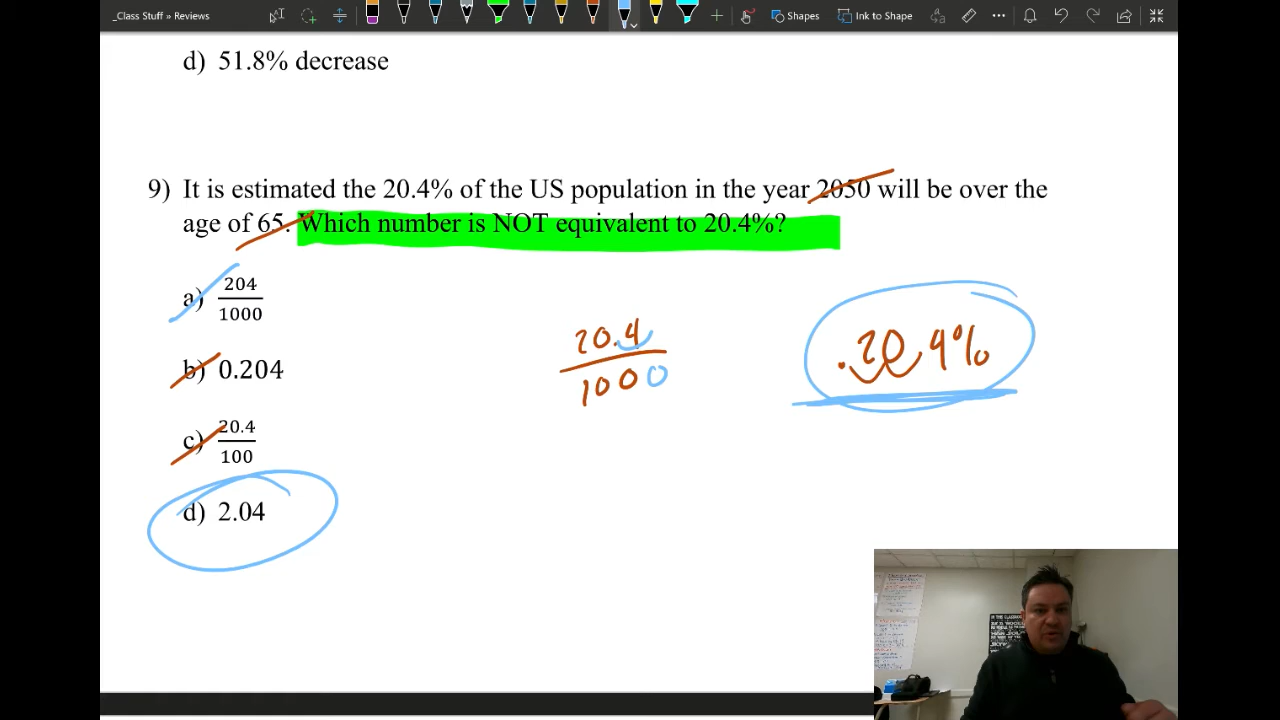 _Class Stuff » Reviews
Shapes
Ink to Shape
d) 51.8% decrease
9) It is estimated the 20.4% of the US population in the year 2050 will be over the
age of 65. Which number is NOT equivalent to 20.4%?
a) 204
1000
b) 0.204
c) 20.4
100
d) 2.04
20.4
1000
.20.4%